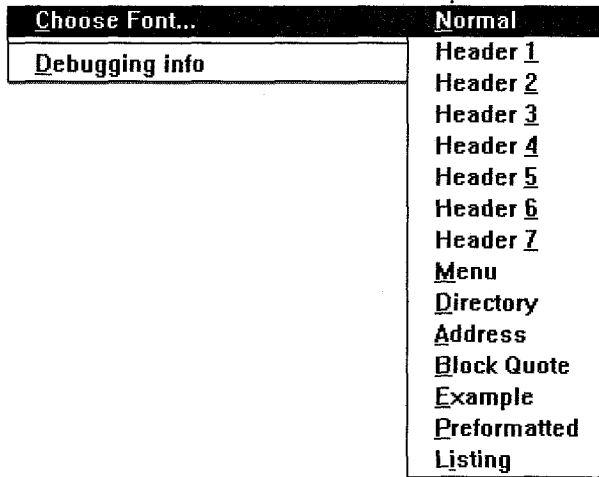 Choose Font...
Debugging info
Normal
Header 1
Header 2
Header 3
Header 4
Header 5
Header 6
Header 7
Menu
Directory
Address
Block Quote
Example
Preformatted
Listing